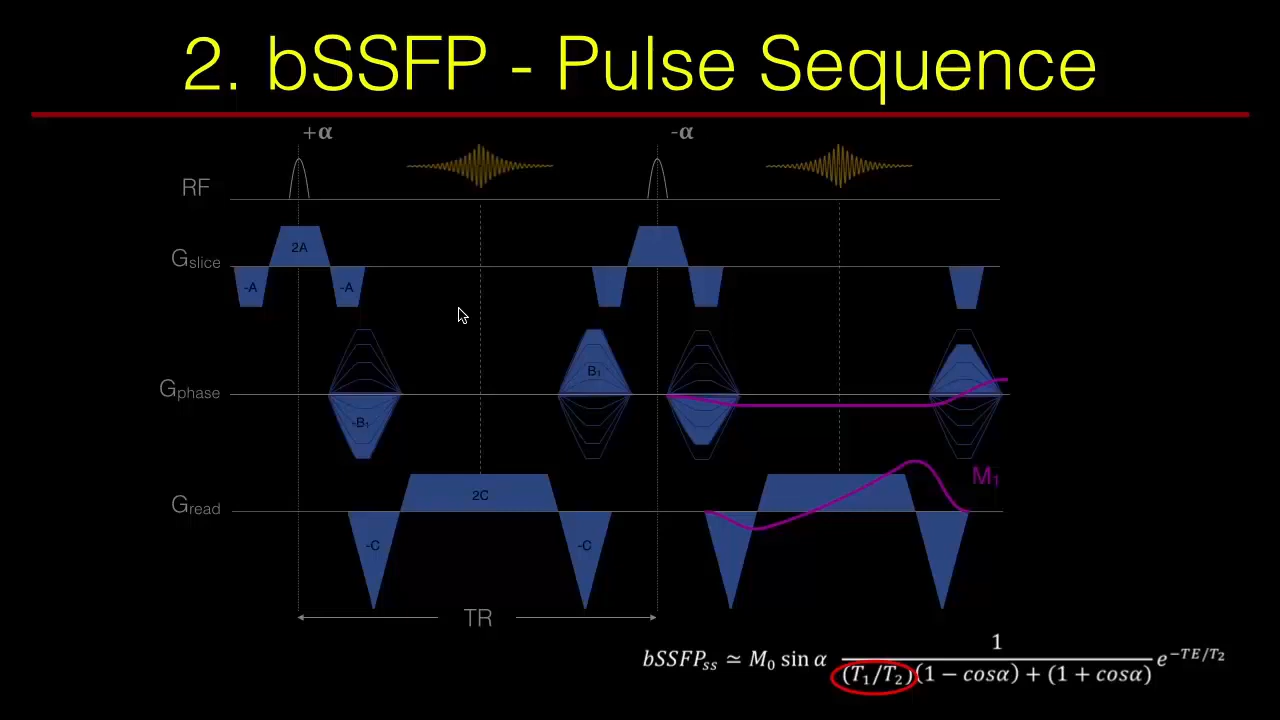 2. bSSFP - Pulse Sequence
+α
-α
RF
2A
Gslice
-A
-A
B₁
Gphase
-B₁
M₁
2C
Gread
-C
-C
TR
bSSFPss ≃ M₀ sin α 1 / (T₁/T₂)(1 − cosα) + (1 + cosα) e^−TE/T₂